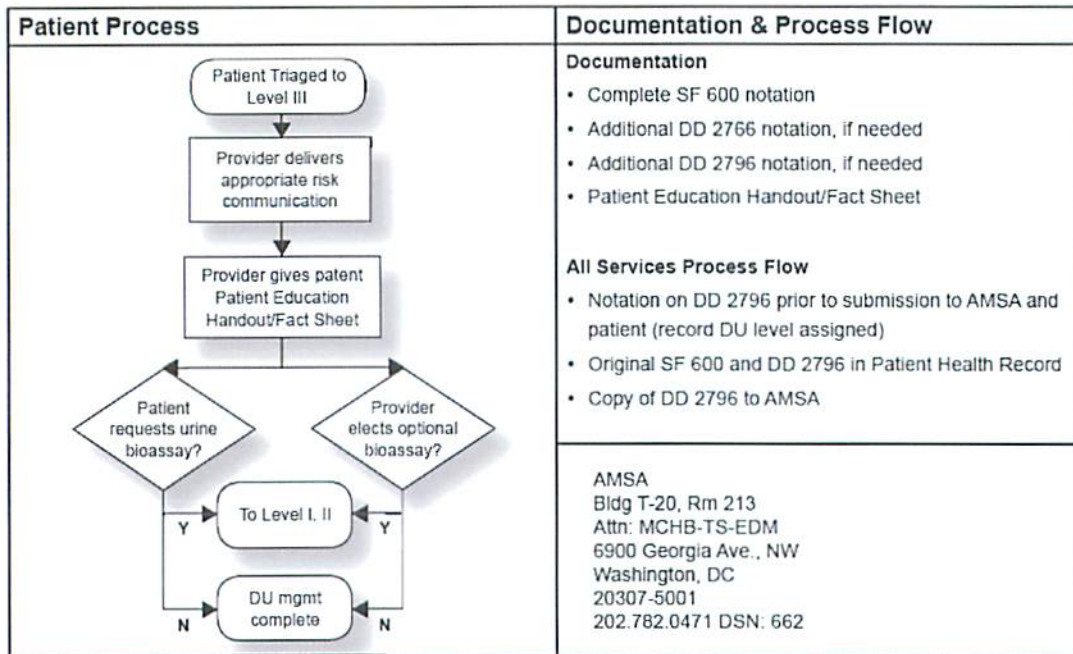 Patient Process
Patient Triaged to
Level III
Provider delivers
appropriate risk
communication
Provider gives patent
Patient Education
Handout/Fact Sheet
Patient
requests urine
bioassay?
Provider
elects optional
bioassay?
To Level I, II
Y
Y
DU mgmt
complete
N
N
Documentation & Process Flow
Documentation
• Complete SF 600 notation
• Additional DD 2766 notation, if needed
• Additional DD 2796 notation, if needed
• Patient Education Handout/Fact Sheet
All Services Process Flow
• Notation on DD 2796 prior to submission to AMSA and
patient (record DU level assigned)
• Original SF 600 and DD 2796 in Patient Health Record
• Copy of DD 2796 to AMSA
AMSA
Bldg T-20, Rm 213
Attn: MCHB-TS-EDM
6900 Georgia Ave., NW
Washington, DC
20307-5001
202.782.0471 DSN: 662